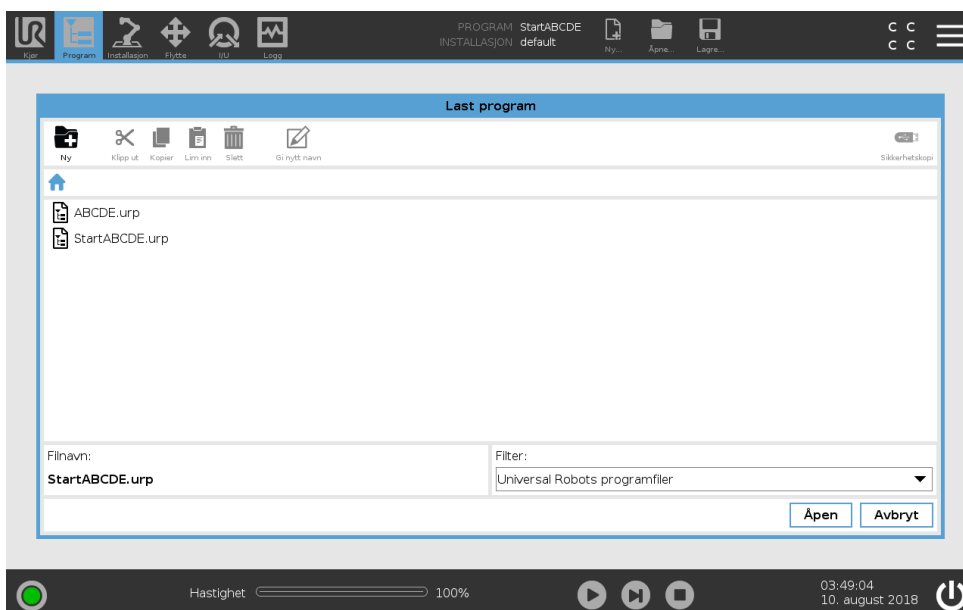 PROGRAM StartABCDE
INSTALLASJON default
Kjør Program Installasjon Flytte I/U Logg Ny... Åpne... Lagre...
C C
C C
Last program
Ny Klipp ut Kopier Lim inn Slett Gi nytt navn Sikkerhetskopi
ABCDE.urp
StartABCDE.urp
Filnavn: Filter:
StartABCDE.urp Universal Robots programfiler
Åpen Avbryt
Hastighet 100% 03:49:04
10. august 2018